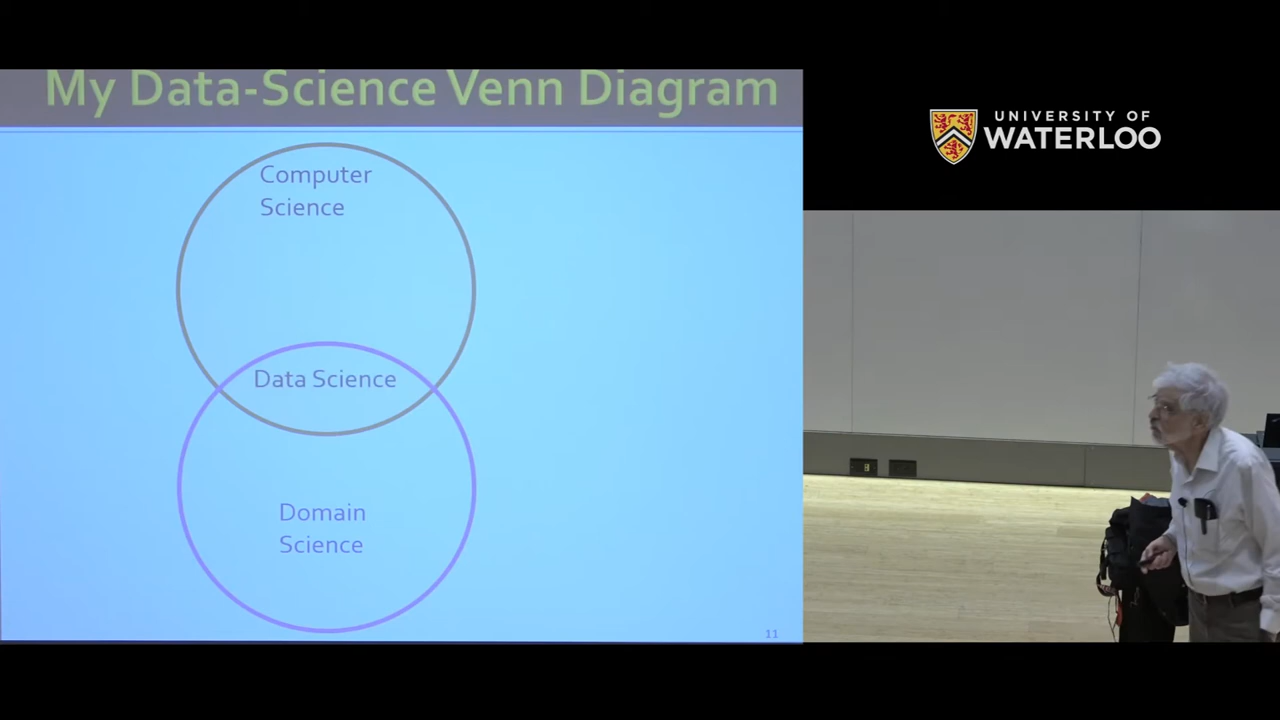 My Data-Science Venn Diagram
Computer
Science
Data Science
Domain
Science
11
UNIVERSITY OF
WATERLOO